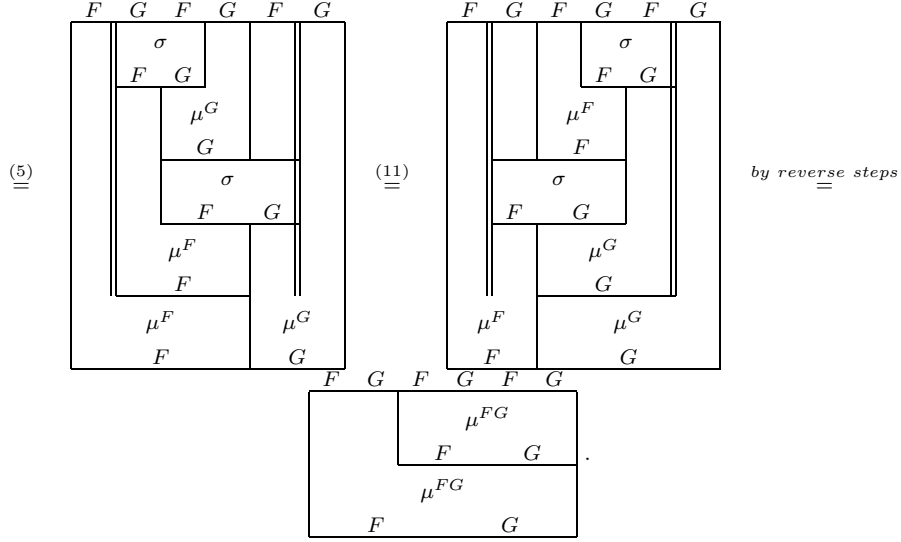 F G F G F G F G F G F G
σ σ
F G F G
μ^G μ^F
G F
(5) = σ (11) = σ by reverse steps =
F G F G
μ^F μ^G
F G
μ^F μ^G μ^F μ^G
F G F G
F G F G F G
μ^{FG}
F G .
μ^{FG}
F G